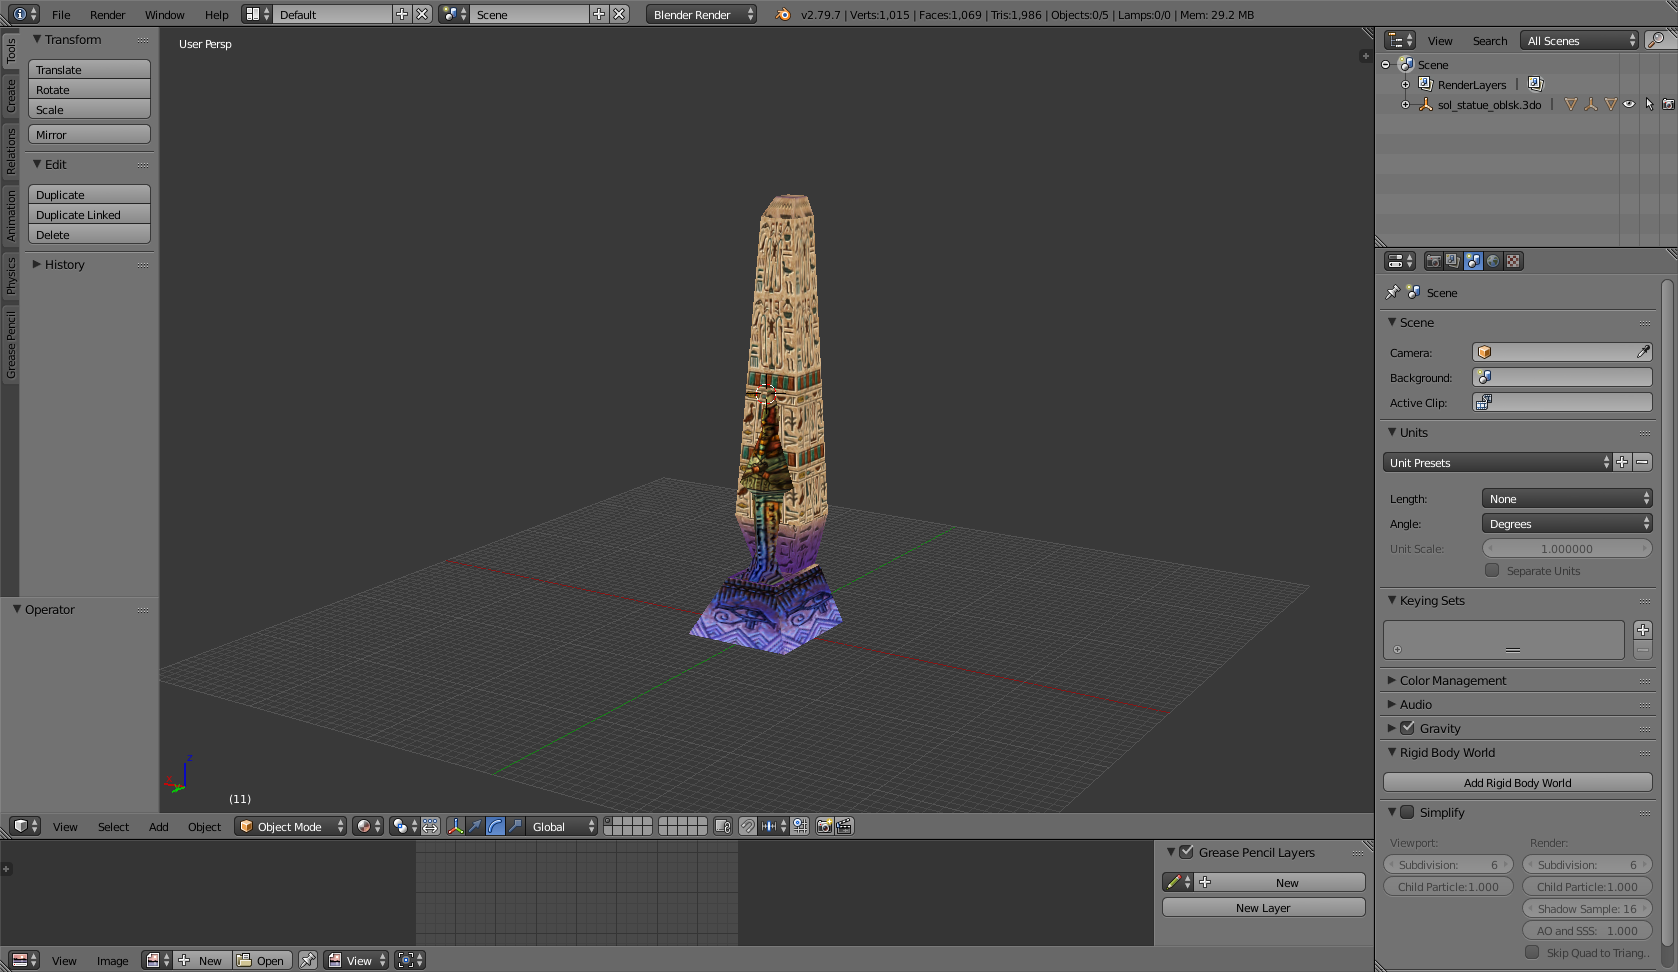 File Render Window Help Default Scene Blender Render v2.79.7 | Verts:1,015 | Faces:1,069 | Tris:1,986 | Objects:0/5 | Lamps:0/0 | Mem: 29.2 MB
Tools
Create
Relations
Animation
Physics
Grease Pencil
Transform
Translate
Rotate
Scale
Mirror
Edit
Duplicate
Duplicate Linked
Delete
History
Operator
User Persp
(11)
View Select Add Object Object Mode Global
View Search All Scenes
Scene
RenderLayers |
sol_statue_oblsk.3do |
Scene
Scene
Camera:
Background:
Active Clip:
Units
Unit Presets
Length: None
Angle: Degrees
Unit Scale: 1.000000
Separate Units
Keying Sets
Color Management
Audio
Gravity
Rigid Body World
Add Rigid Body World
Simplify
Viewport: Render:
Subdivision: 6 Subdivision: 6
Child Particle:1.000 Child Particle:1.000
Shadow Sample: 16
AO and SSS: 1.000
Skip Quad to Triang..
Grease Pencil Layers
New
New Layer
View Image New Open View
z